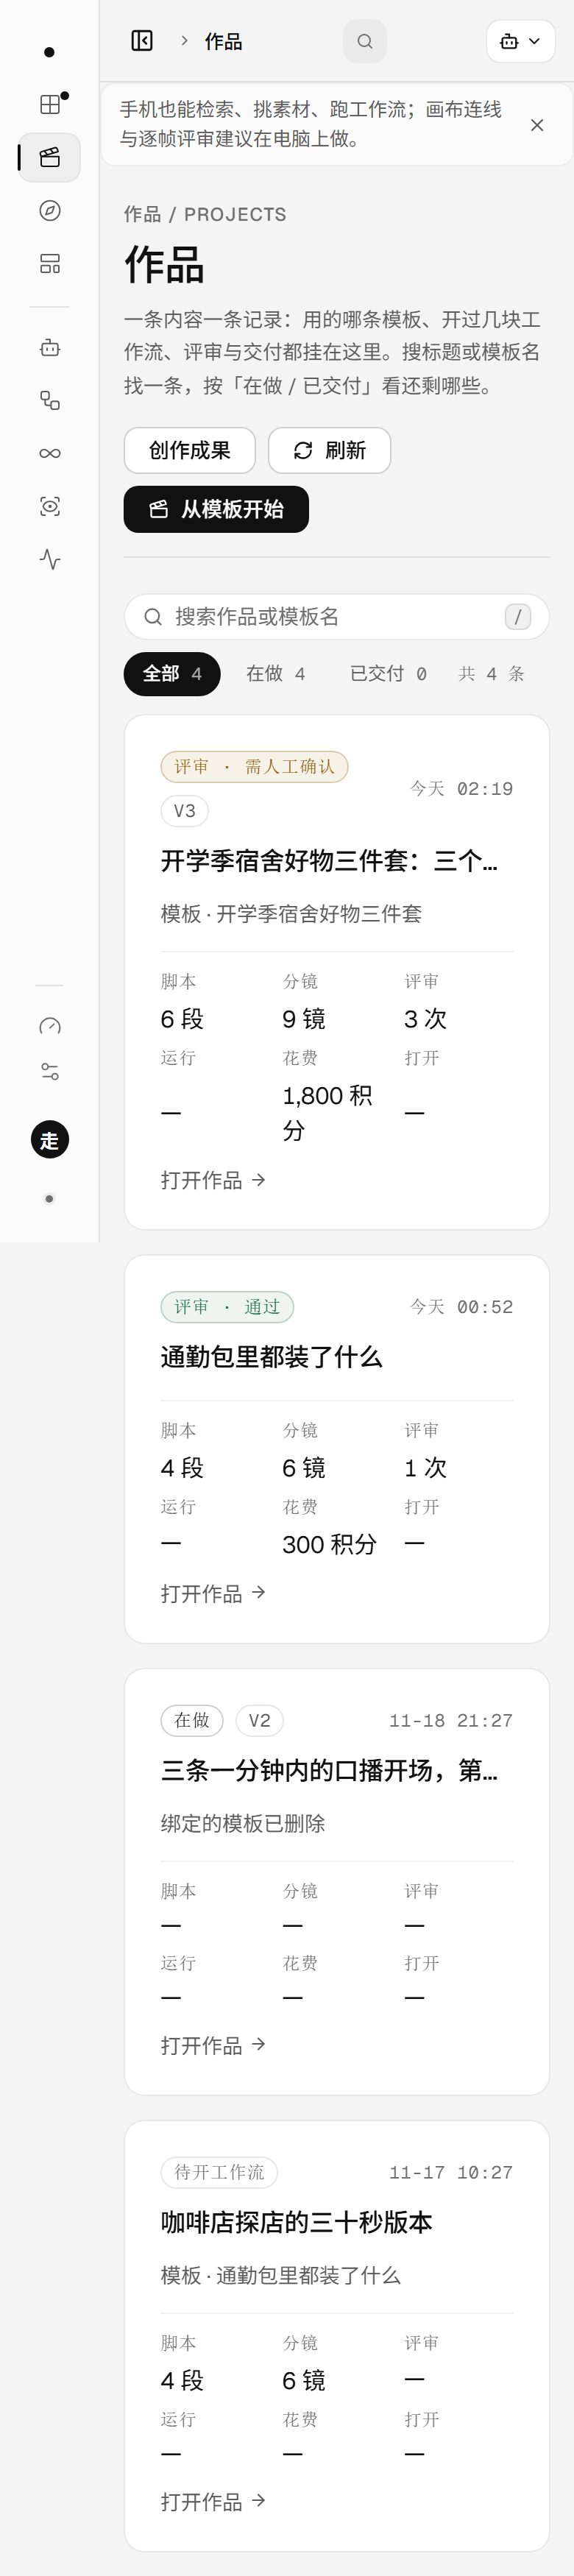 作品
手机也能检索、挑素材、跑工作流；画布连线
与逐帧评审建议在电脑上做。
作品 / PROJECTS
作品
一条内容一条记录：用的哪条模板、开过几块工
作流、评审与交付都挂在这里。搜标题或模板名
找一条，按「在做 / 已交付」看还剩哪些。
创作成果
刷新
从模板开始
搜索作品或模板名 /
全部 4 在做 4 已交付 0 共 4 条
评审 · 需人工确认
V3
今天 02:19
开学季宿舍好物三件套：三个…
模板 · 开学季宿舍好物三件套
脚本 分镜 评审
6 段 9 镜 3 次
运行 花费 打开
— 1,800 积 —
分
打开作品 →
评审 · 通过 今天 00:52
通勤包里都装了什么
脚本 分镜 评审
4 段 6 镜 1 次
运行 花费 打开
— 300 积分 —
打开作品 →
在做 V2 11-18 21:27
三条一分钟内的口播开场，第…
绑定的模板已删除
脚本 分镜 评审
— — —
运行 花费 打开
— — —
打开作品 →
待开工作流 11-17 10:27
咖啡店探店的三十秒版本
模板 · 通勤包里都装了什么
脚本 分镜 评审
4 段 6 镜 —
运行 花费 打开
— — —
打开作品 →
走